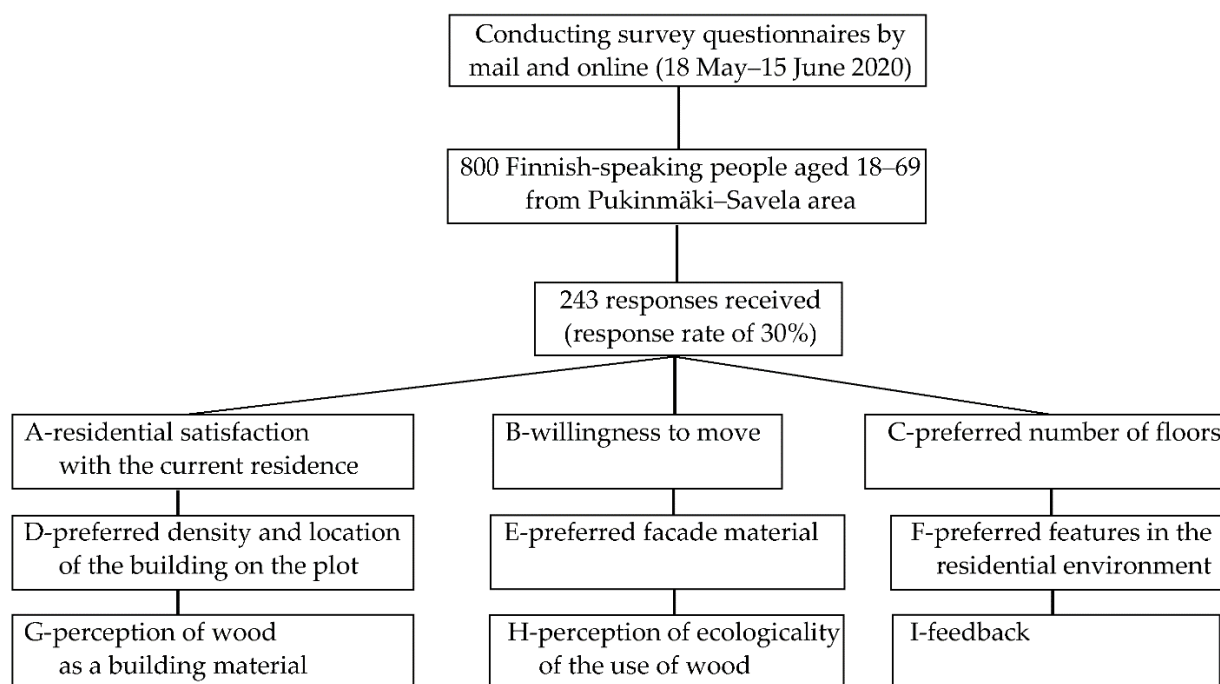 Conducting survey questionnaires by
mail and online (18 May–15 June 2020)
800 Finnish-speaking people aged 18–69
from Pukinmäki–Savela area
243 responses received
(response rate of 30%)
A-residential satisfaction
with the current residence
B-willingness to move
C-preferred number of floors
D-preferred density and location
of the building on the plot
E-preferred facade material
F-preferred features in the
residential environment
G-perception of wood
as a building material
H-perception of ecologicality
of the use of wood
I-feedback